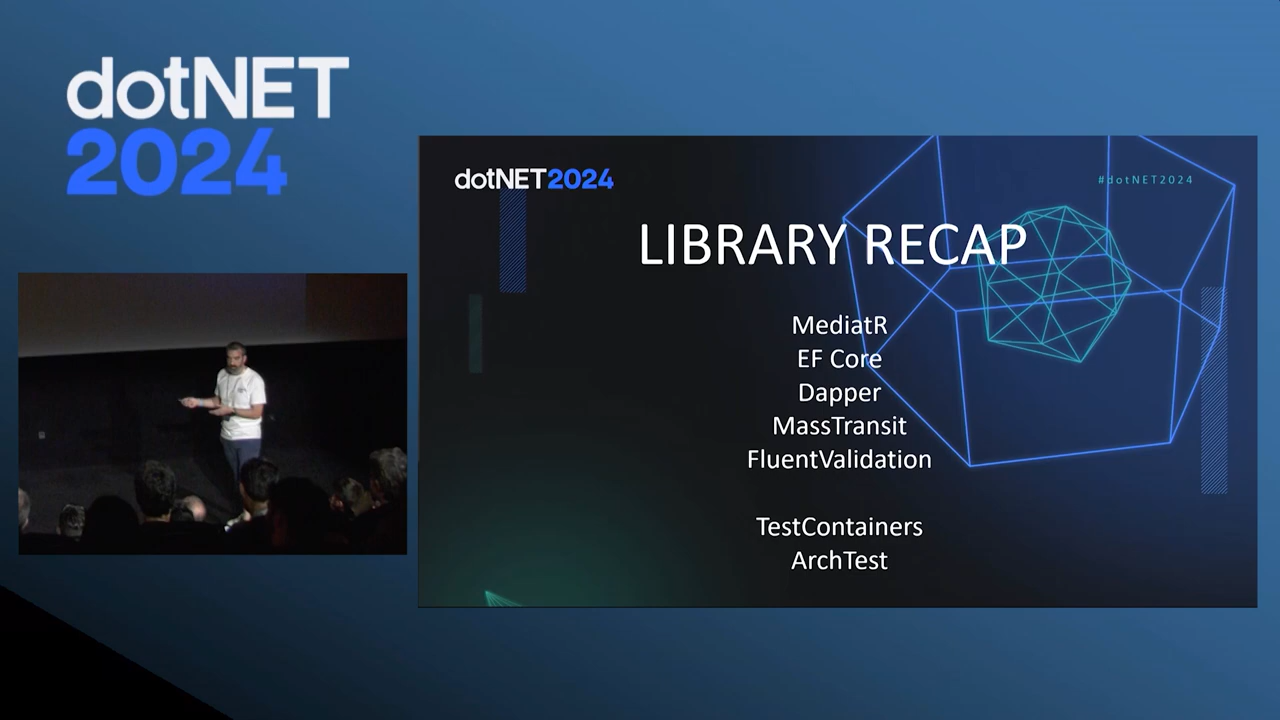 dotNET
2024
dotNET2024
#dotNET2024
LIBRARY RECAP
MediatR
EF Core
Dapper
MassTransit
FluentValidation
TestContainers
ArchTest